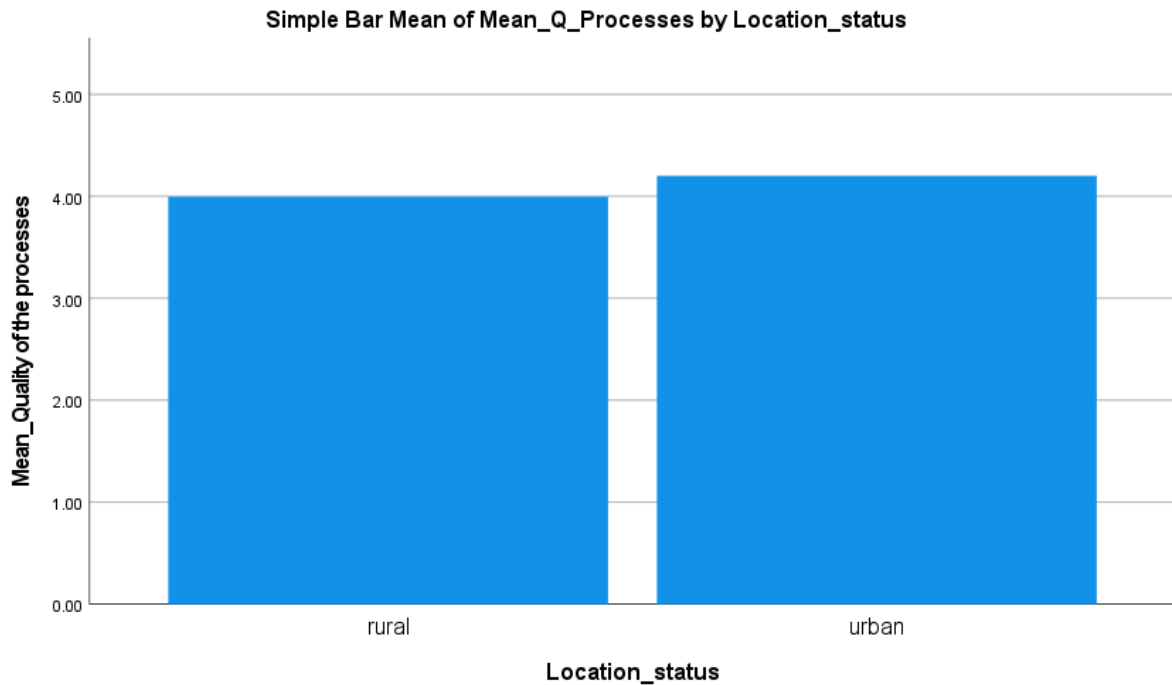 Simple Bar Mean of Mean_Q_Processes by Location_status
Mean_Quality of the processes
5.00
4.00
3.00
2.00
1.00
0.00
rural
urban
Location_status